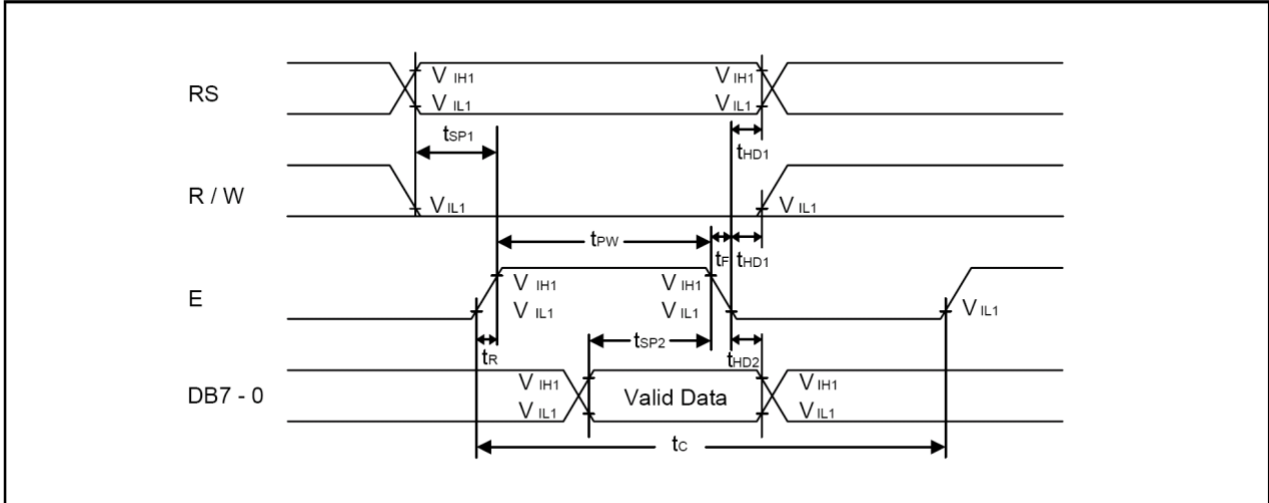 RS
V IH1
V IH1
V IL1
V IL1
tSP1
tHD1
R / W
V IL1
V IL1
tPW
tF
tHD1
E
V IH1
V IH1
V IL1
V IL1
V IL1
tSP2
tR
tHD2
DB7 - 0
V IH1
Valid Data
V IH1
V IL1
V IL1
tC